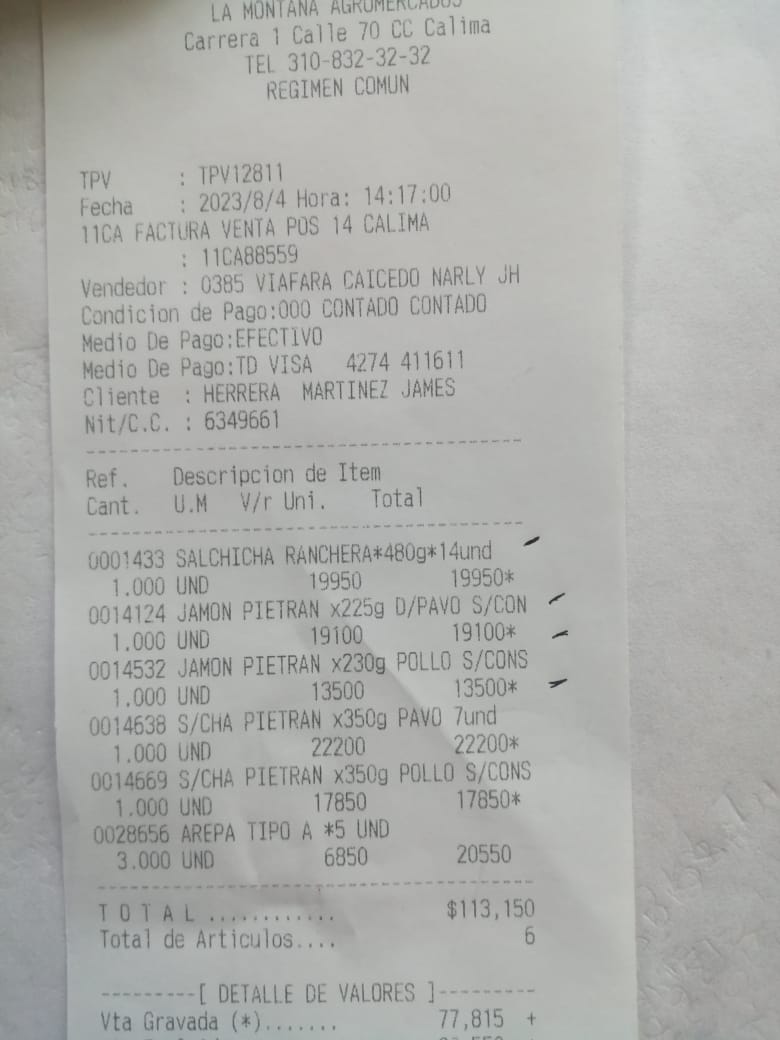 LA MONTAÑA AGROMERCADOS
Carrera 1 Calle 70 CC Calima
TEL 310-832-32-32
REGIMEN COMUN
TPV : TPV12811
Fecha : 2023/8/4 Hora: 14:17:00
11CA FACTURA VENTA POS 14 CALIMA
: 11CA88559
Vendedor : 0385 VIAFARA CAICEDO NARLY JH
Condicion de Pago:000 CONTADO CONTADO
Medio De Pago:EFECTIVO
Medio De Pago:TD VISA 4274 411611
Cliente : HERRERA MARTINEZ JAMES
Nit/C.C. : 6349661
Ref. Descripcion de Item
Cant. U.M V/r Uni. Total
0001433 SALCHICHA RANCHERA*480g*14und
1.000 UND 19950 19950*
0014124 JAMON PIETRAN x225g D/PAVO S/CON
1.000 UND 19100 19100*
0014532 JAMON PIETRAN x230g POLLO S/CONS
1.000 UND 13500 13500*
0014638 S/CHA PIETRAN x350g PAVO 7und
1.000 UND 22200 22200*
0014669 S/CHA PIETRAN x350g POLLO S/CONS
1.000 UND 17850 17850*
0028656 AREPA TIPO A *5 UND
3.000 UND 6850 20550
T O T A L ............ $113,150
Total de Articulos.... 6
---------[ DETALLE DE VALORES ]---------
Vta Gravada (*)....... 77,815 +